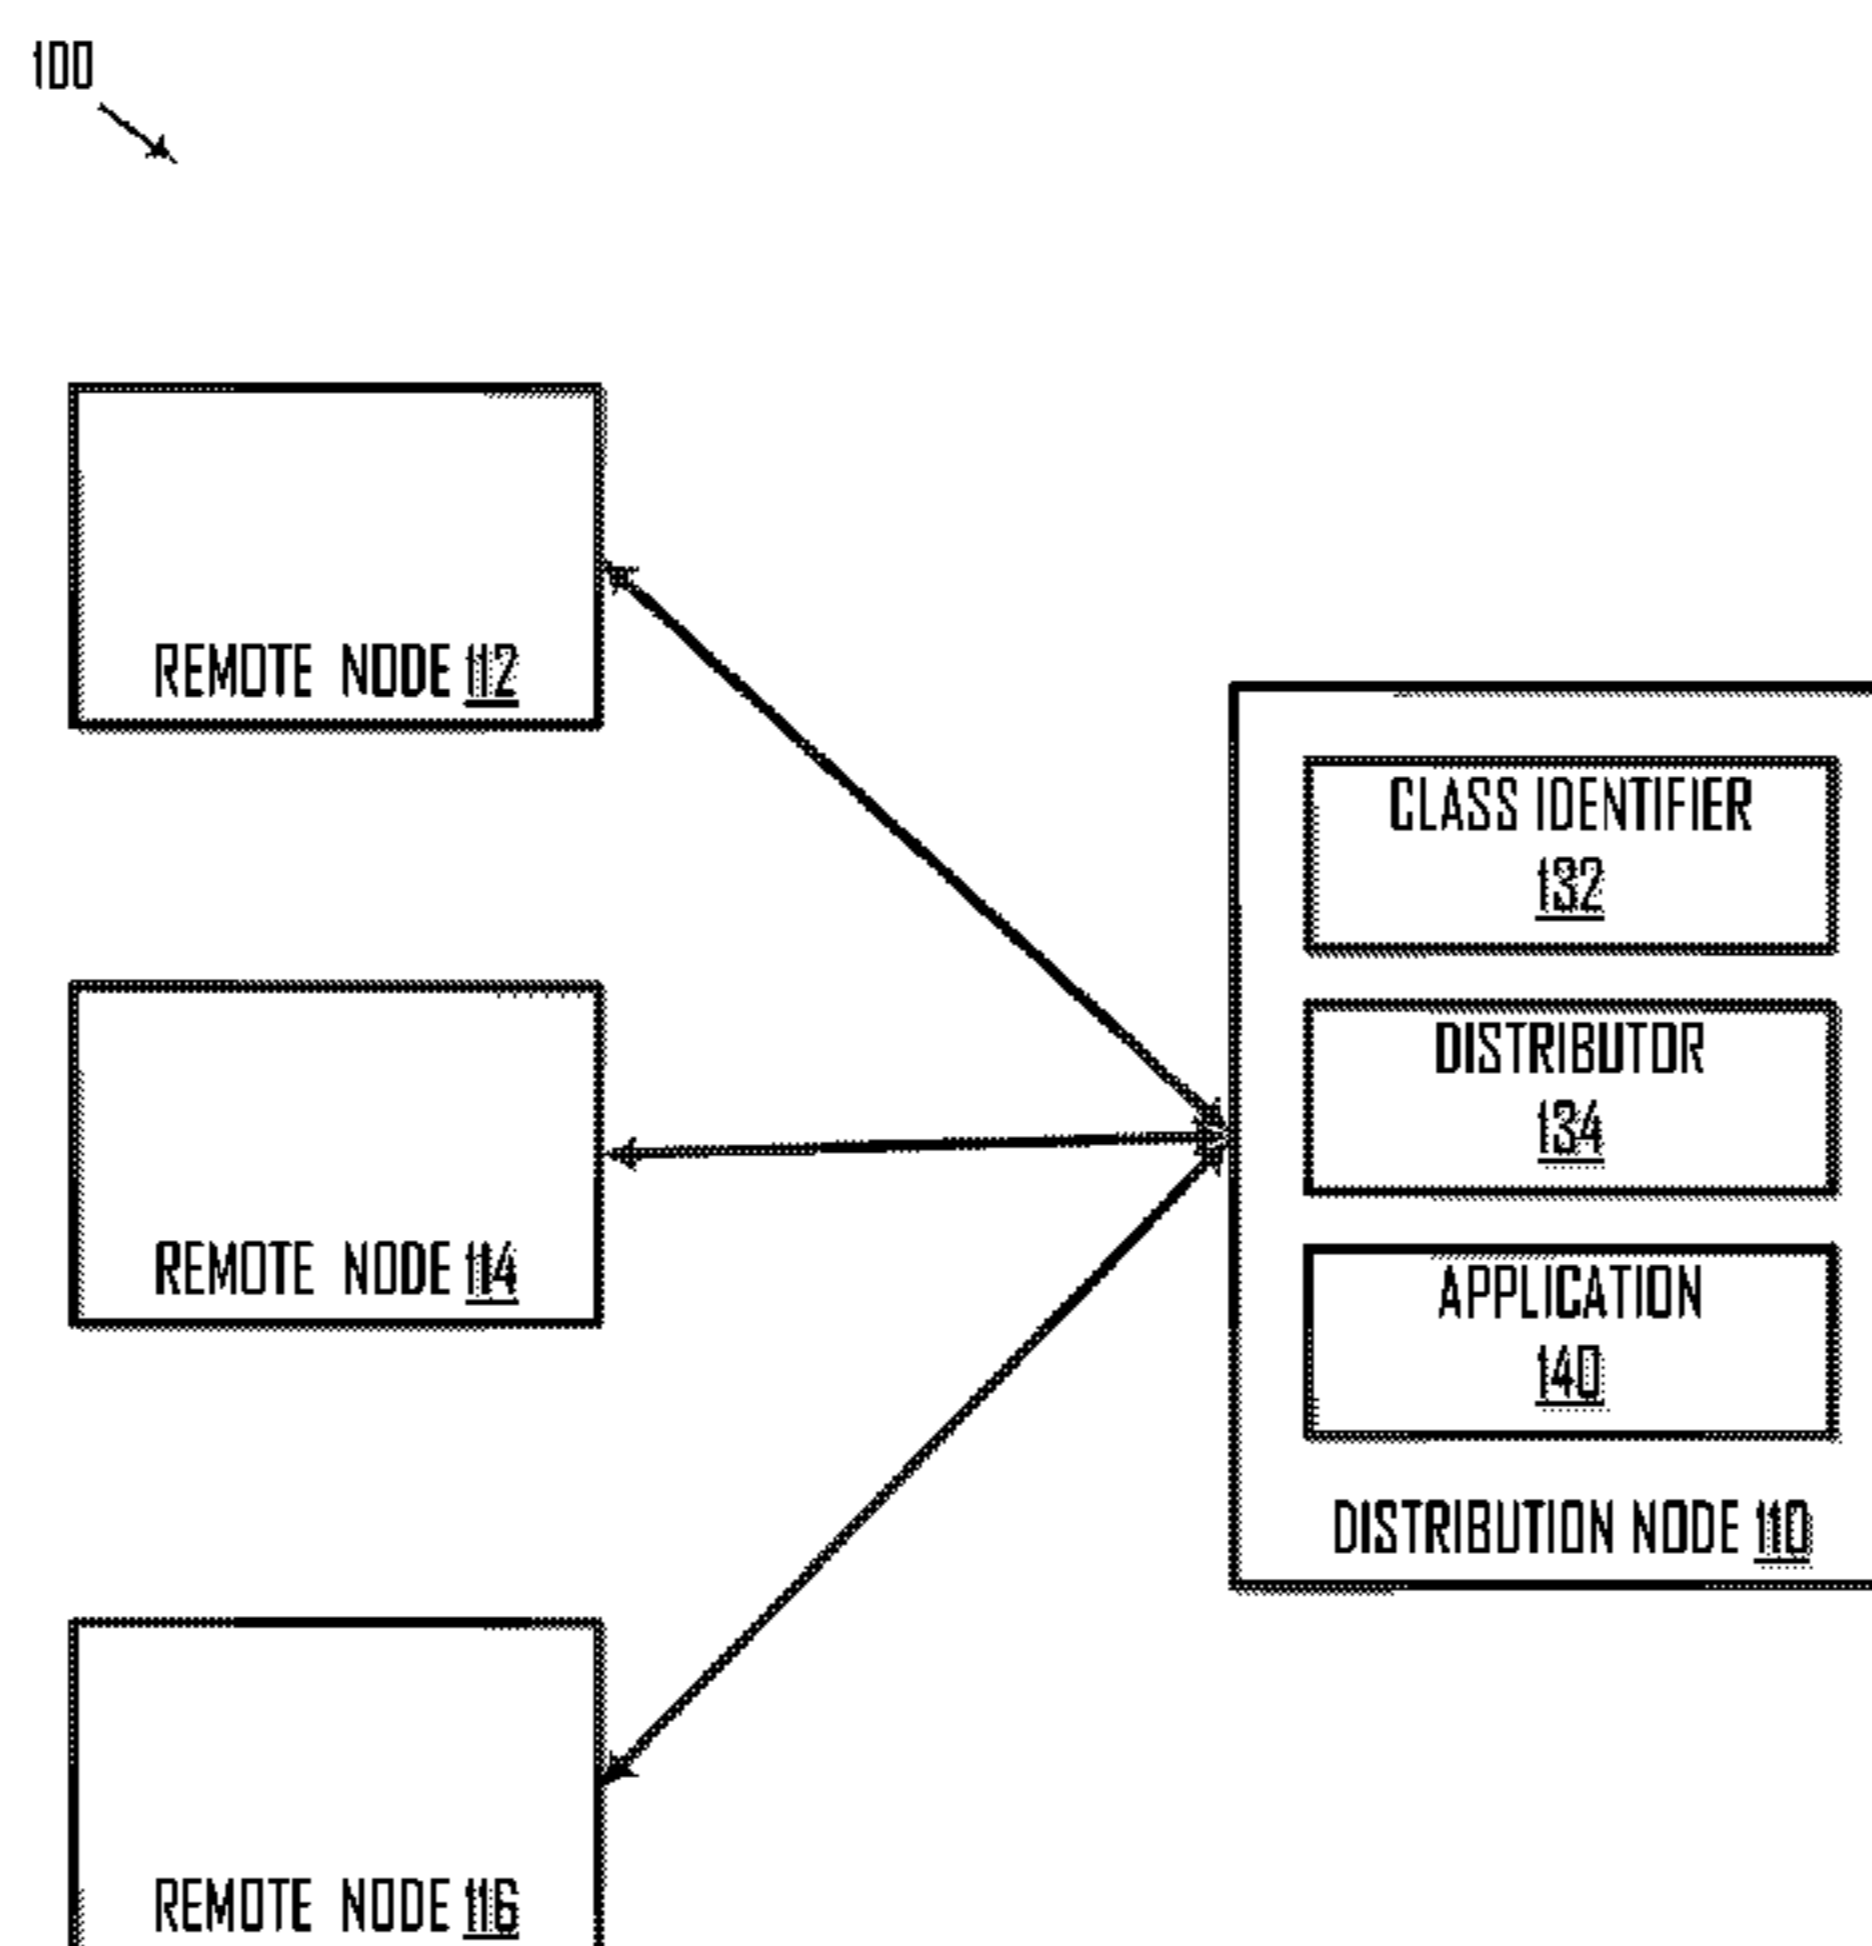 100
REMOTE NODE 112
CLASS IDENTIFIER
132
DISTRIBUTOR
134
REMOTE NODE 114
APPLICATION
140
DISTRIBUTION NODE 110
REMOTE NODE 116